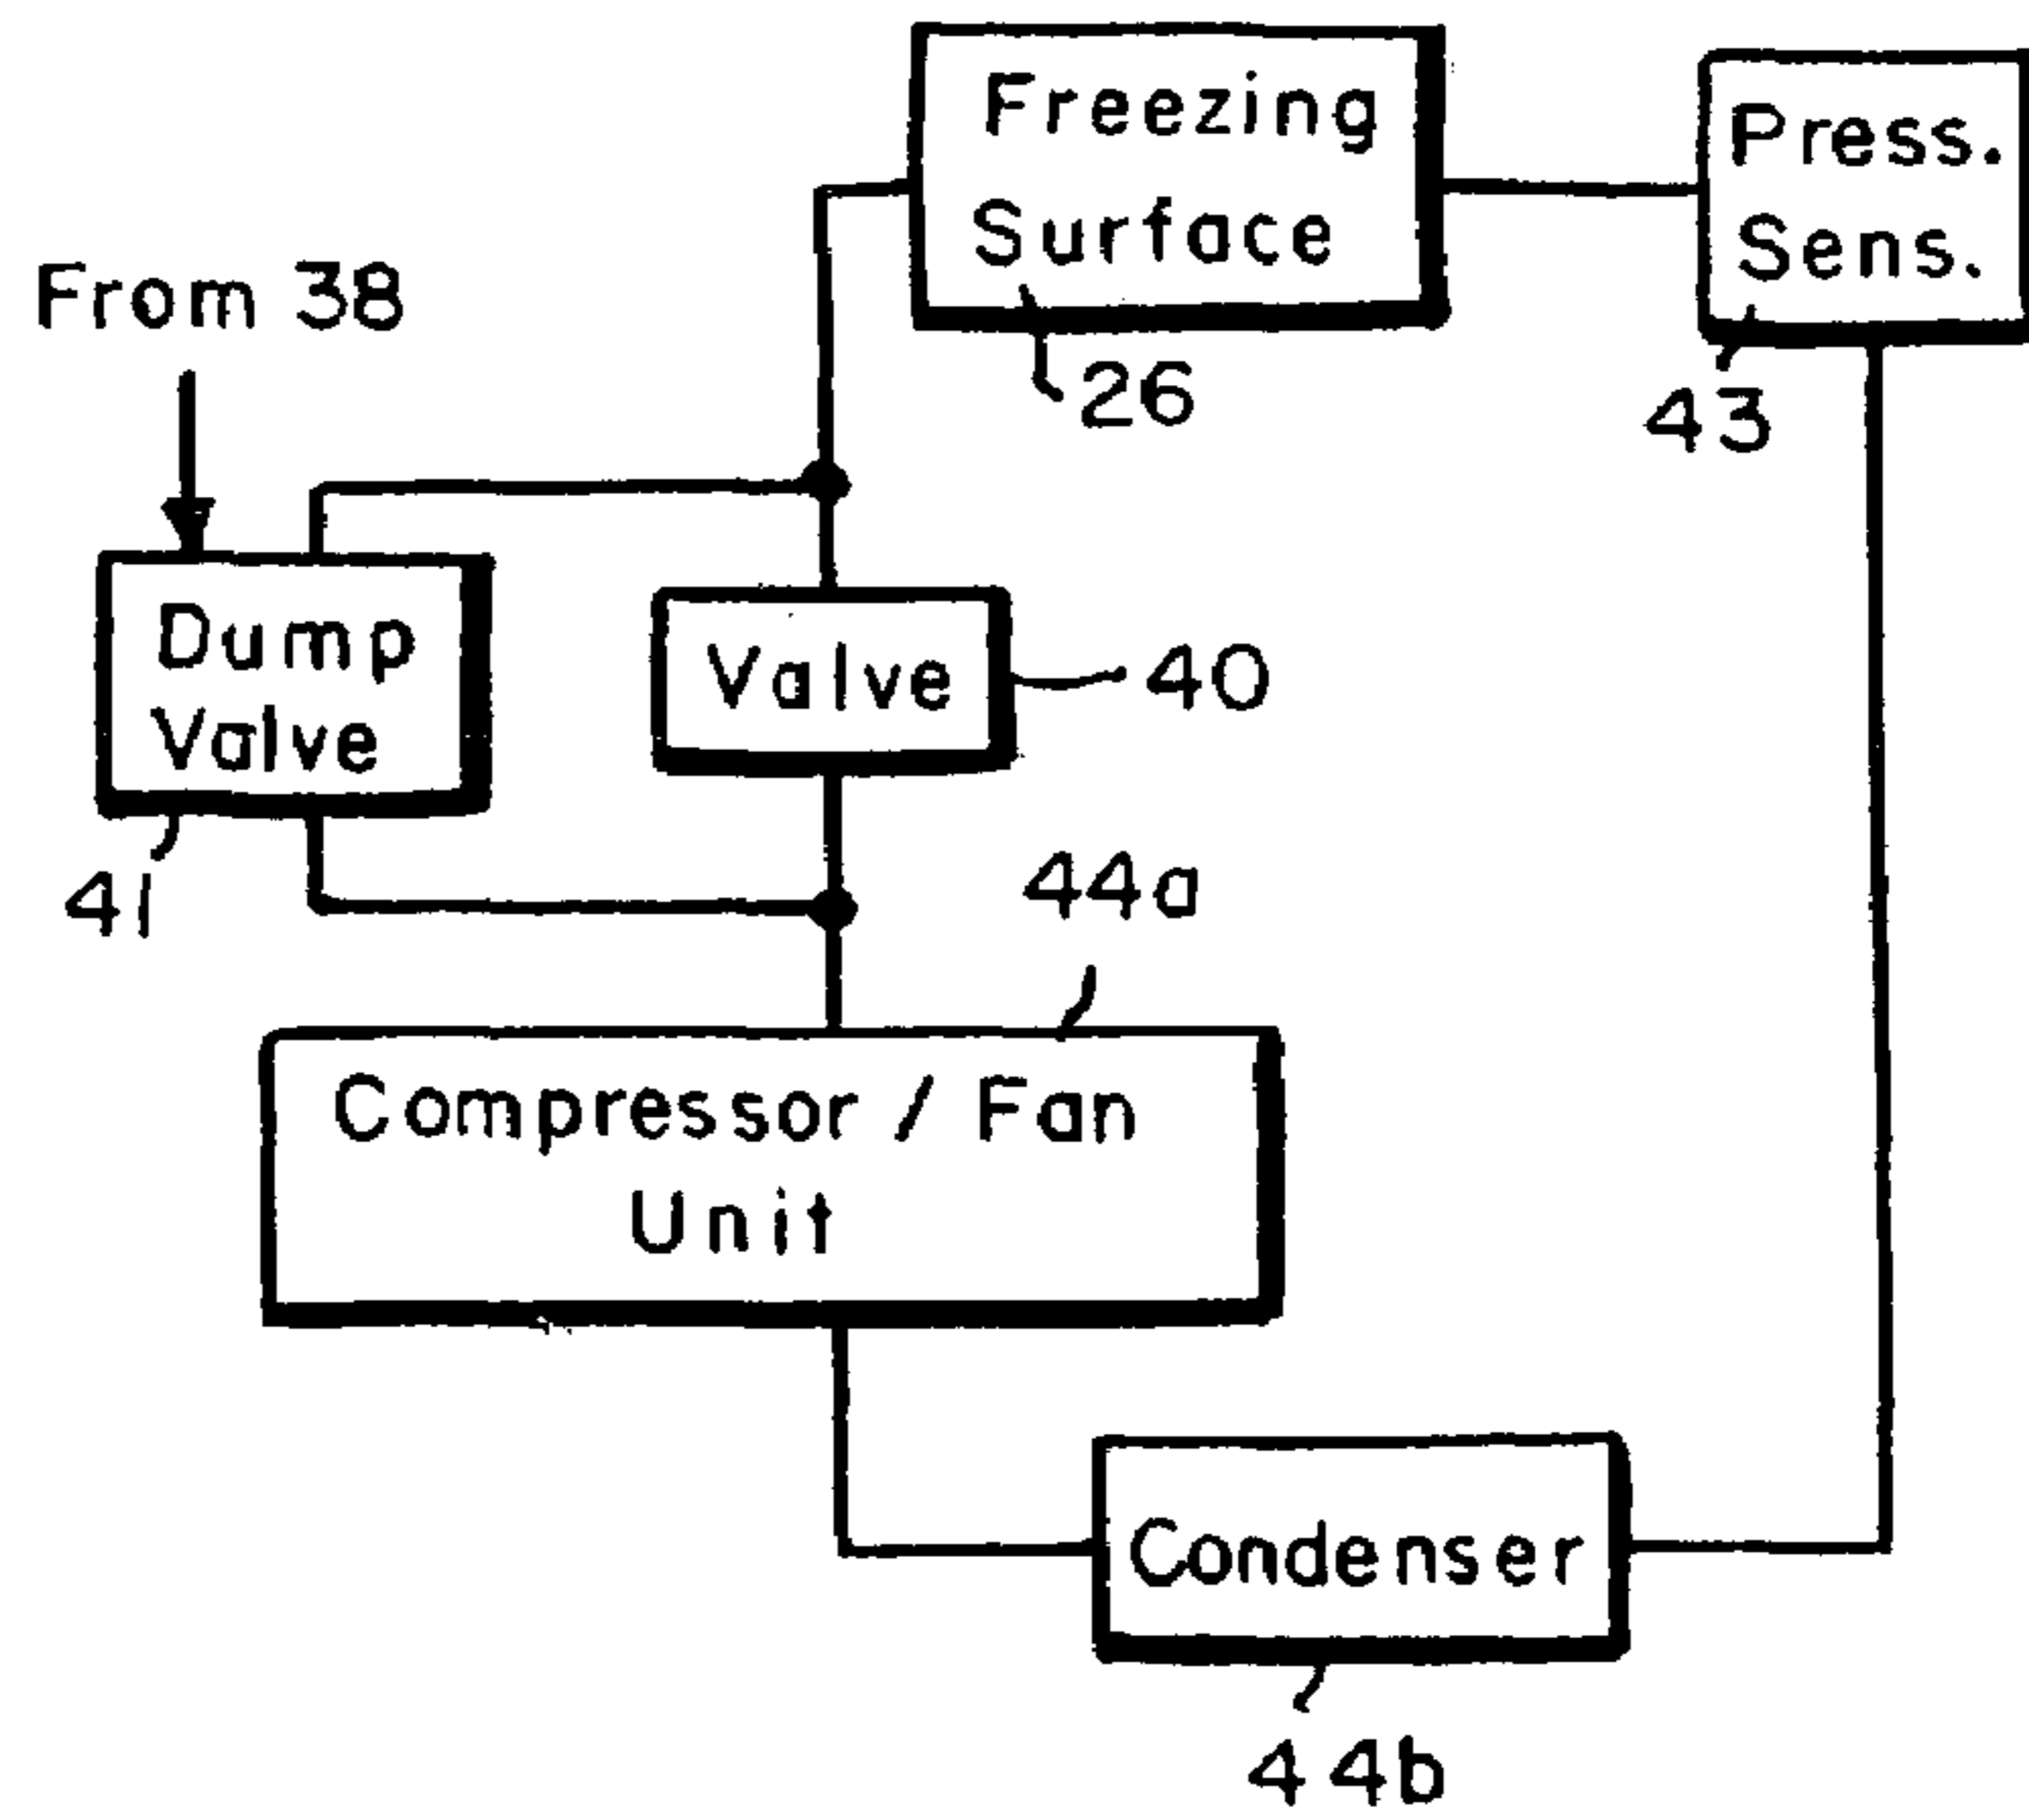 Freezing
Surface
Press.
Sens.
From 38
26
43
Dump
Valve
Valve
40
41
44a
Compressor / Fan
Unit
Condenser
44b